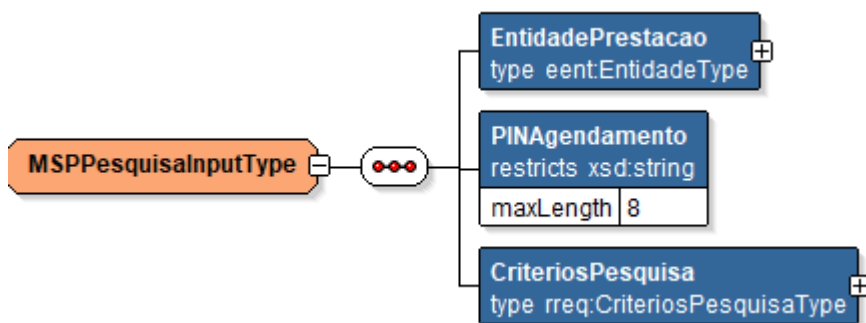 EntidadePrestacao
type eent:EntidadeType
MSPPesquisaInputType
PINAgendamento
restricts xsd:string
maxLength 8
CriteriosPesquisa
type rreq:CriteriosPesquisaType